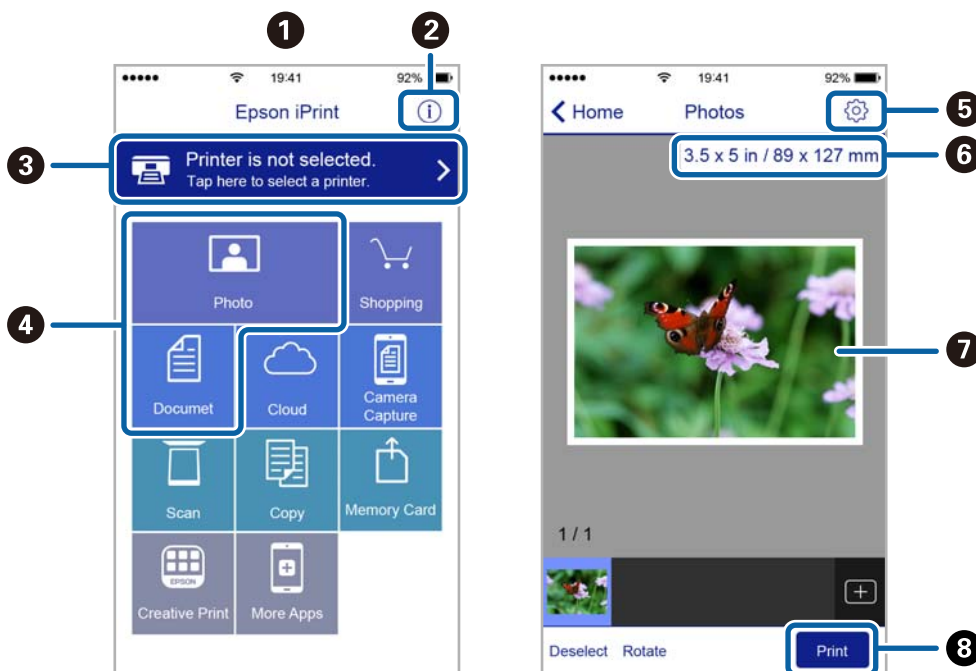 1
2
19:41
92%
Epson iPrint
3
Printer is not selected.
Tap here to select a printer.
4
Photo
Shopping
Documet
Cloud
Camera
Capture
Scan
Copy
Memory Card
EPSON
Creative Print
More Apps
19:41
92%
Home
Photos
5
3.5 x 5 in / 89 x 127 mm
6
7
1 / 1
Deselect
Rotate
Print
8